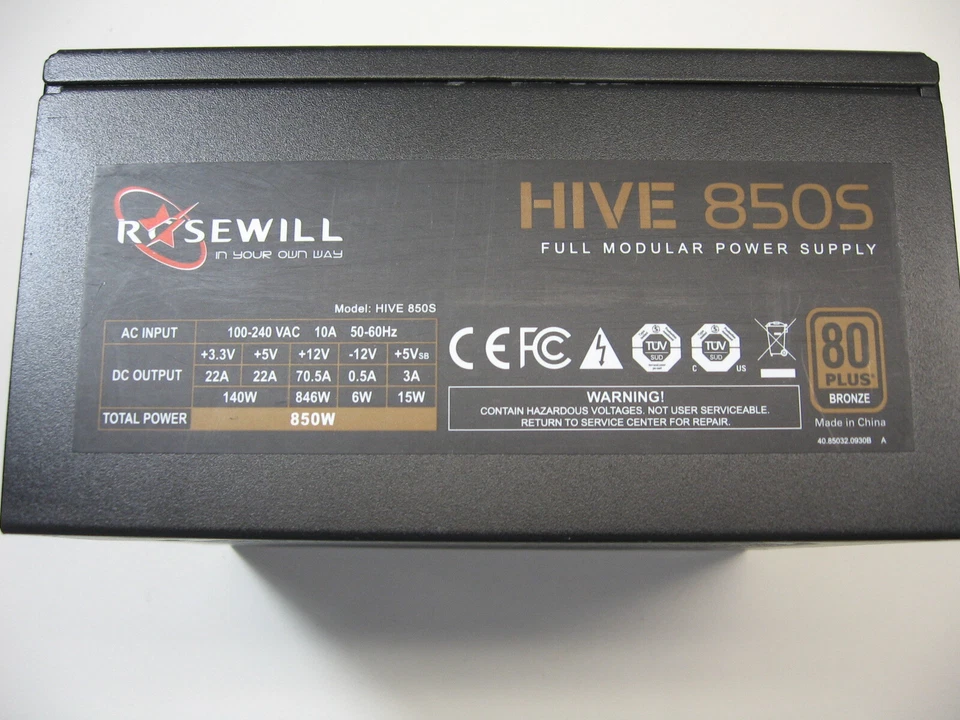 ROSEWILL
IN YOUR OWN WAY
HIVE 850S
FULL MODULAR POWER SUPPLY
Model: HIVE 850S
AC INPUT 100-240 VAC 10A 50-60Hz
DC OUTPUT +3.3V +5V +12V -12V +5VSB
22A 22A 70.5A 0.5A 3A
140W 846W 6W 15W
TOTAL POWER 850W
CE FC TÜV SUD TÜV SUD C US
WARNING!
CONTAIN HAZARDOUS VOLTAGES. NOT USER SERVICEABLE.
RETURN TO SERVICE CENTER FOR REPAIR.
80
PLUS®
BRONZE
Made in China
40.85032.0930B A